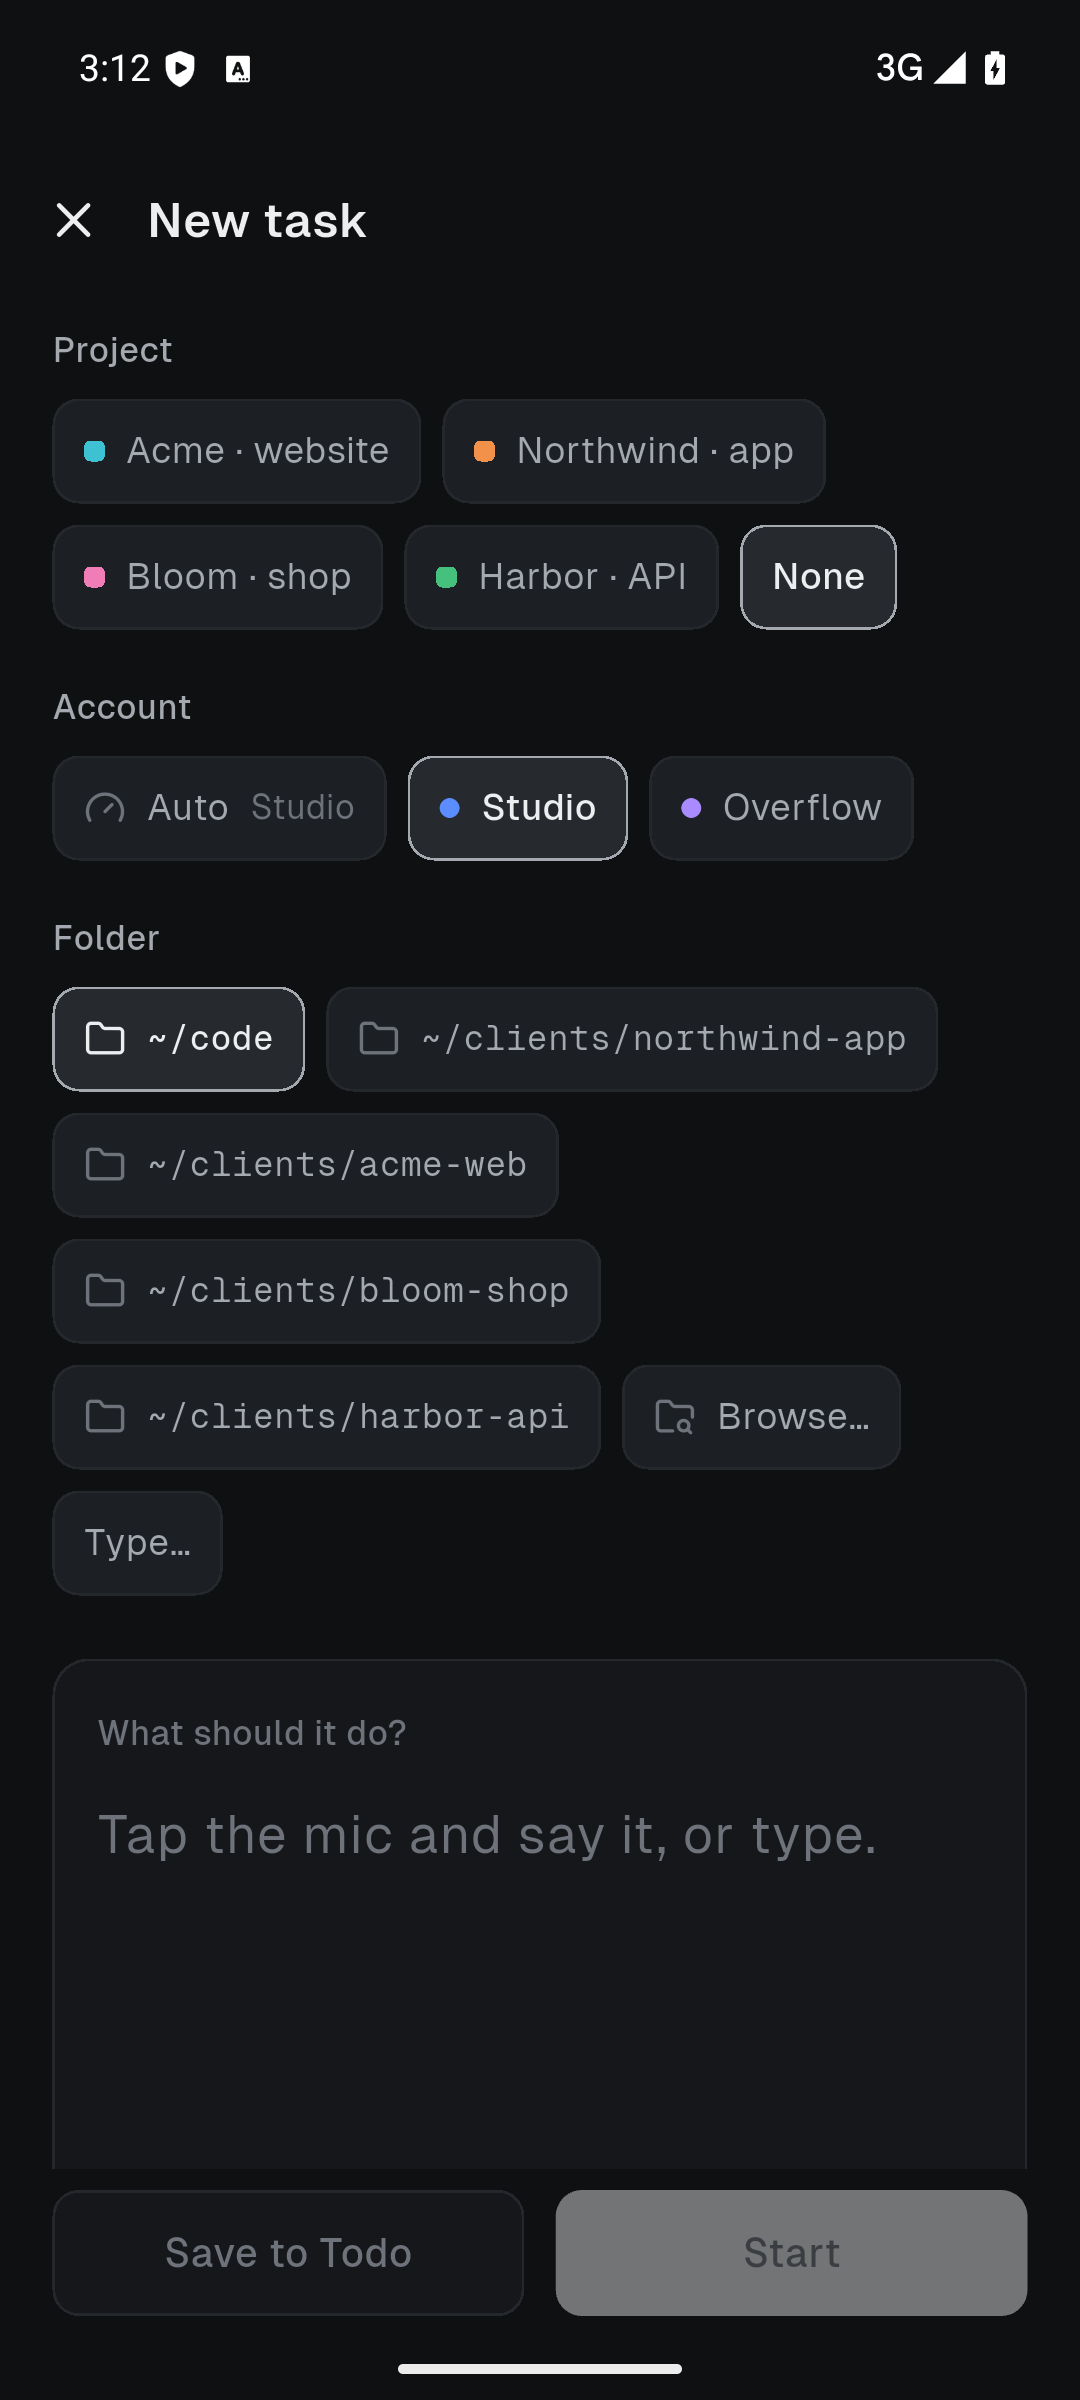 3:12
3G
New task
Project
Acme · website
Northwind · app
Bloom · shop
Harbor · API
None
Account
Auto Studio
Studio
Overflow
Folder
~/code
~/clients/northwind-app
~/clients/acme-web
~/clients/bloom-shop
~/clients/harbor-api
Browse…
Type…
What should it do?
Tap the mic and say it, or type.
Save to Todo
Start